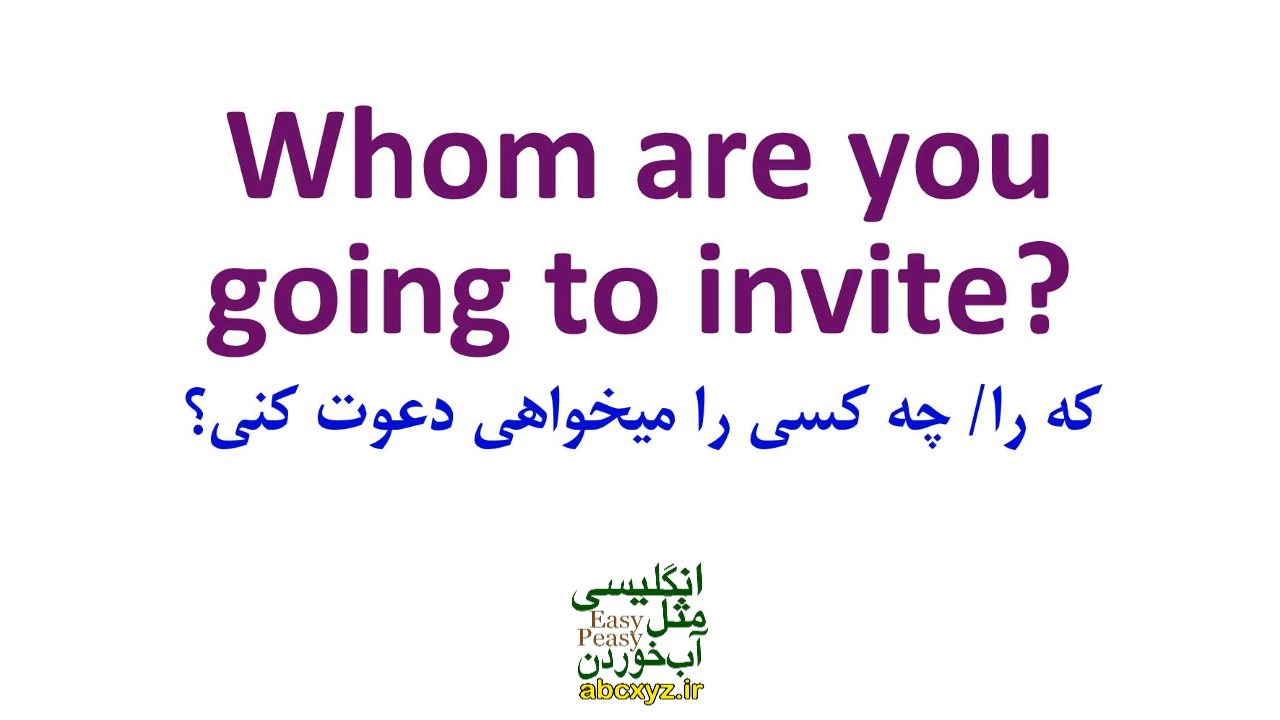 Whom are you
going to invite?
که را/ چه کسی را میخواهی دعوت کنی؟
انگلیسی
مثل
Easy
Peasy
آب‌خوردن
abcxyz.ir